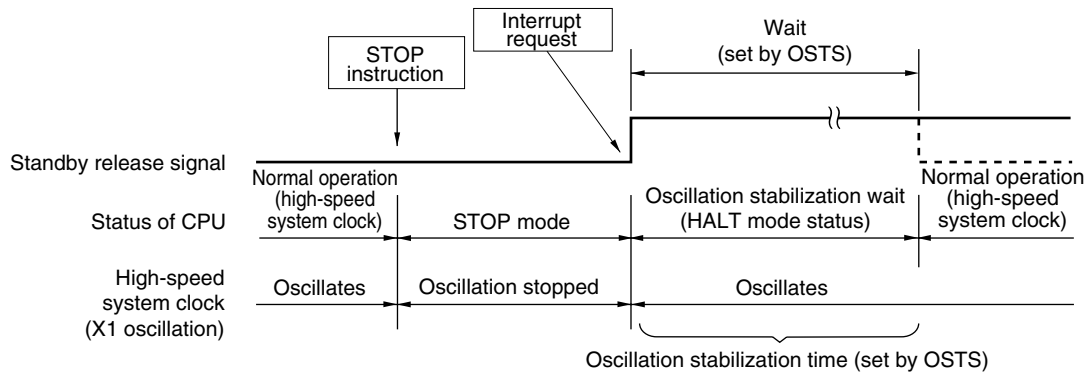 Interrupt
request
Wait
(set by OSTS)
STOP
instruction
Standby release signal
Normal operation
(high-speed
system clock)
Status of CPU
STOP mode
Oscillation stabilization wait
(HALT mode status)
Normal operation
(high-speed
system clock)
High-speed
system clock
(X1 oscillation)
Oscillates
Oscillation stopped
Oscillates
Oscillation stabilization time (set by OSTS)